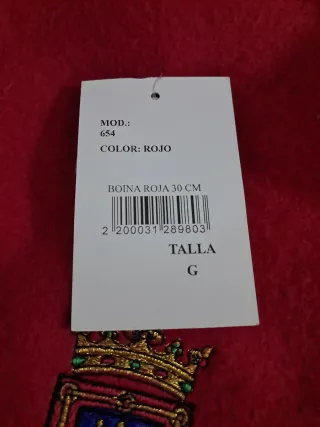 MOD.:
654
COLOR: ROJO
BOINA ROJA 30 CM
2 200031 289803
TALLA
G